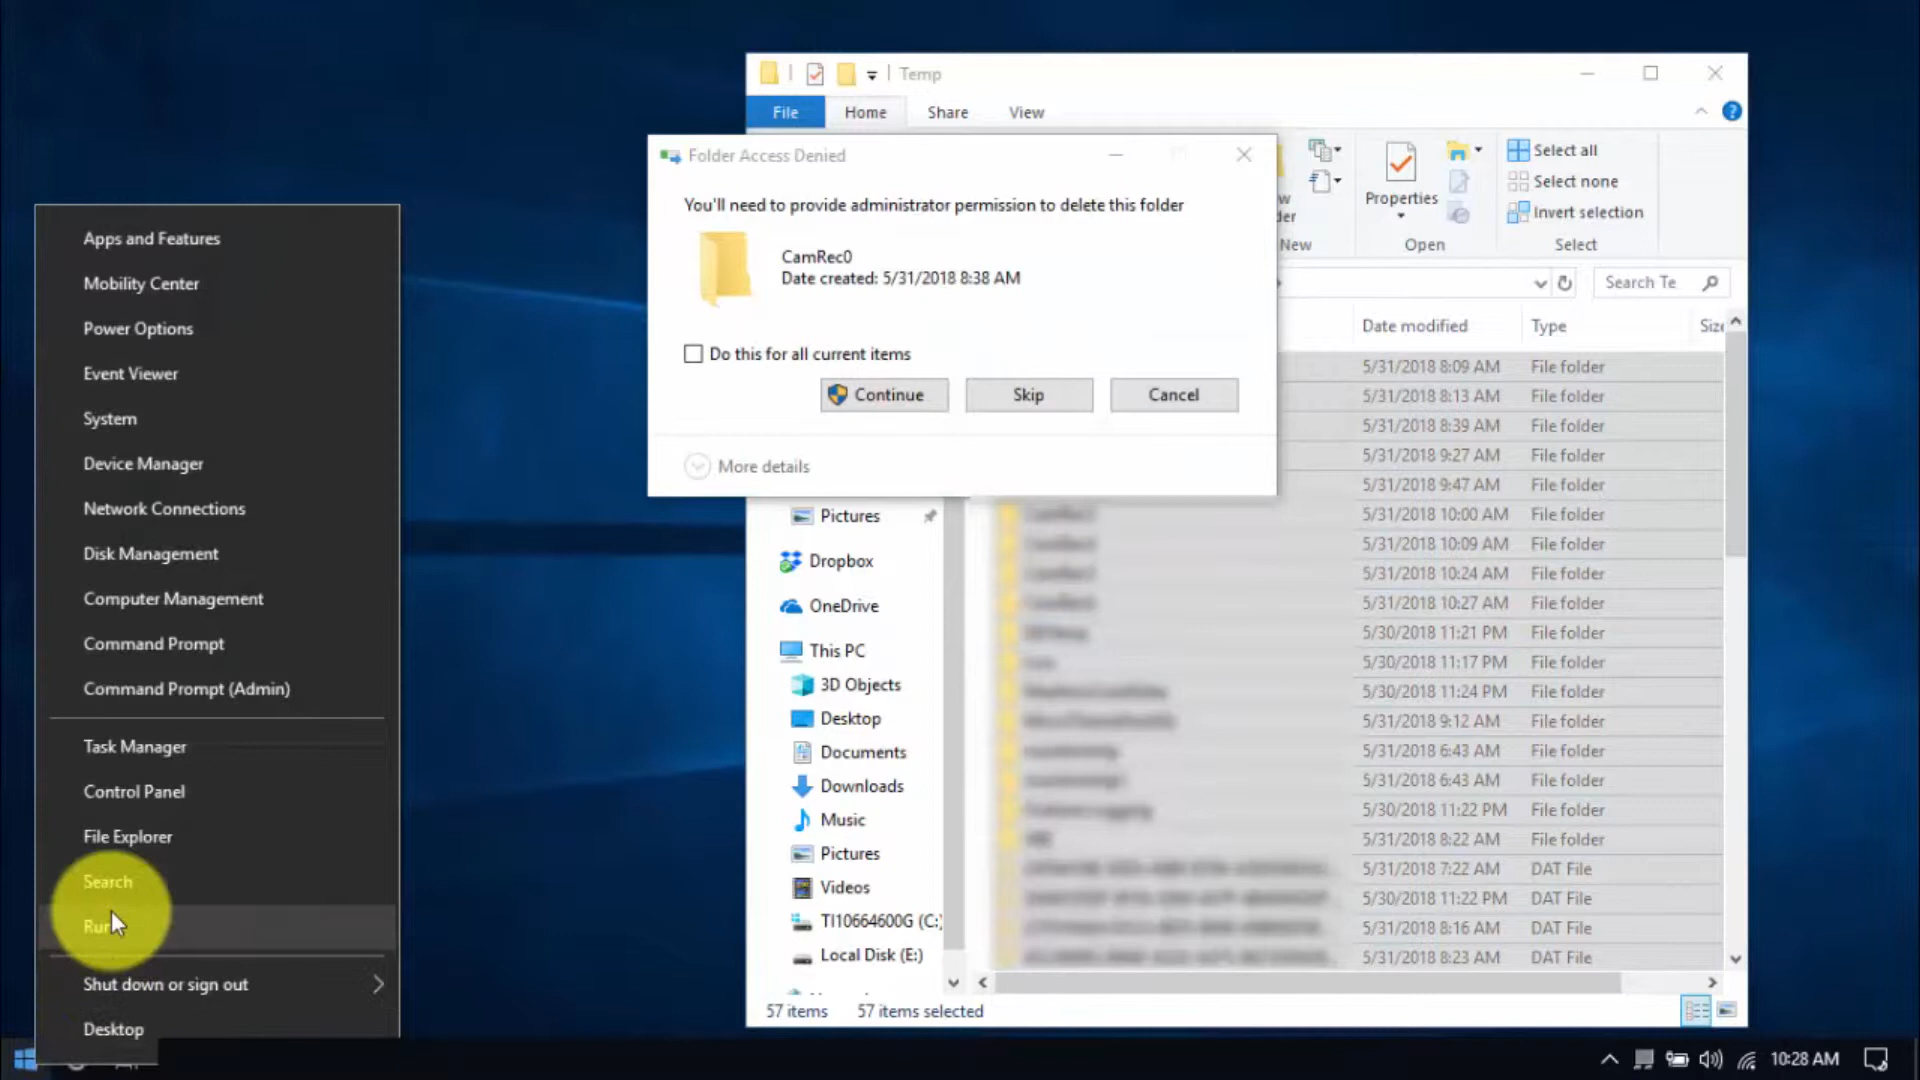 Temp
File
Home
Share
View
Select all
Select none
Invert selection
Properties
New
Open
Select
Folder Access Denied
You'll need to provide administrator permission to delete this folder
CamRec0
Date created: 5/31/2018 8:38 AM
Do this for all current items
Continue
Skip
Cancel
More details
Search Te
Date modified
Type
Size
5/31/2018 8:09 AM File folder
5/31/2018 8:13 AM File folder
5/31/2018 8:39 AM File folder
5/31/2018 9:27 AM File folder
5/31/2018 9:47 AM File folder
5/31/2018 10:00 AM File folder
5/31/2018 10:09 AM File folder
5/31/2018 10:24 AM File folder
5/31/2018 10:27 AM File folder
5/30/2018 11:21 PM File folder
5/30/2018 11:17 PM File folder
5/30/2018 11:24 PM File folder
5/31/2018 9:12 AM File folder
5/31/2018 6:43 AM File folder
5/31/2018 6:43 AM File folder
5/30/2018 11:22 PM File folder
5/31/2018 8:22 AM File folder
5/31/2018 7:22 AM DAT File
5/30/2018 11:22 PM DAT File
5/31/2018 8:16 AM DAT File
5/31/2018 8:23 AM DAT File
Pictures
Dropbox
OneDrive
This PC
3D Objects
Desktop
Documents
Downloads
Music
Pictures
Videos
TI10664600G (C:)
Local Disk (E:)
57 items
57 items selected
Apps and Features
Mobility Center
Power Options
Event Viewer
System
Device Manager
Network Connections
Disk Management
Computer Management
Command Prompt
Command Prompt (Admin)
Task Manager
Control Panel
File Explorer
Search
Run
Shut down or sign out
Desktop
10:28 AM